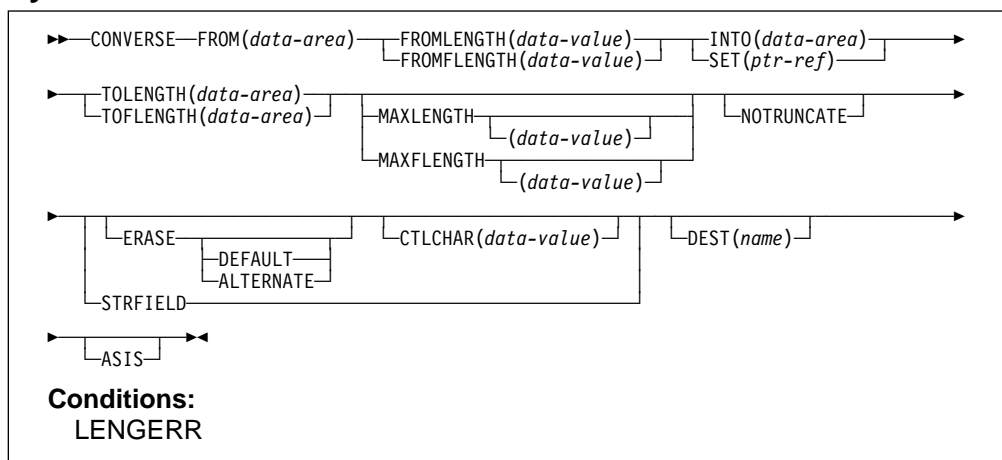 CONVERSE FROM(data-area) FROMLENGTH(data-value) INTO(data-area)
FROMFLENGTH(data-value) SET(ptr-ref)
TOLENGTH(data-area)
TOFLENGTH(data-area) MAXLENGTH NOTRUNCATE
(data-value)
MAXFLENGTH
(data-value)
ERASE CTLCHAR(data-value) DEST(name)
DEFAULT
ALTERNATE
STRFIELD
ASIS
Conditions:
LENGERR